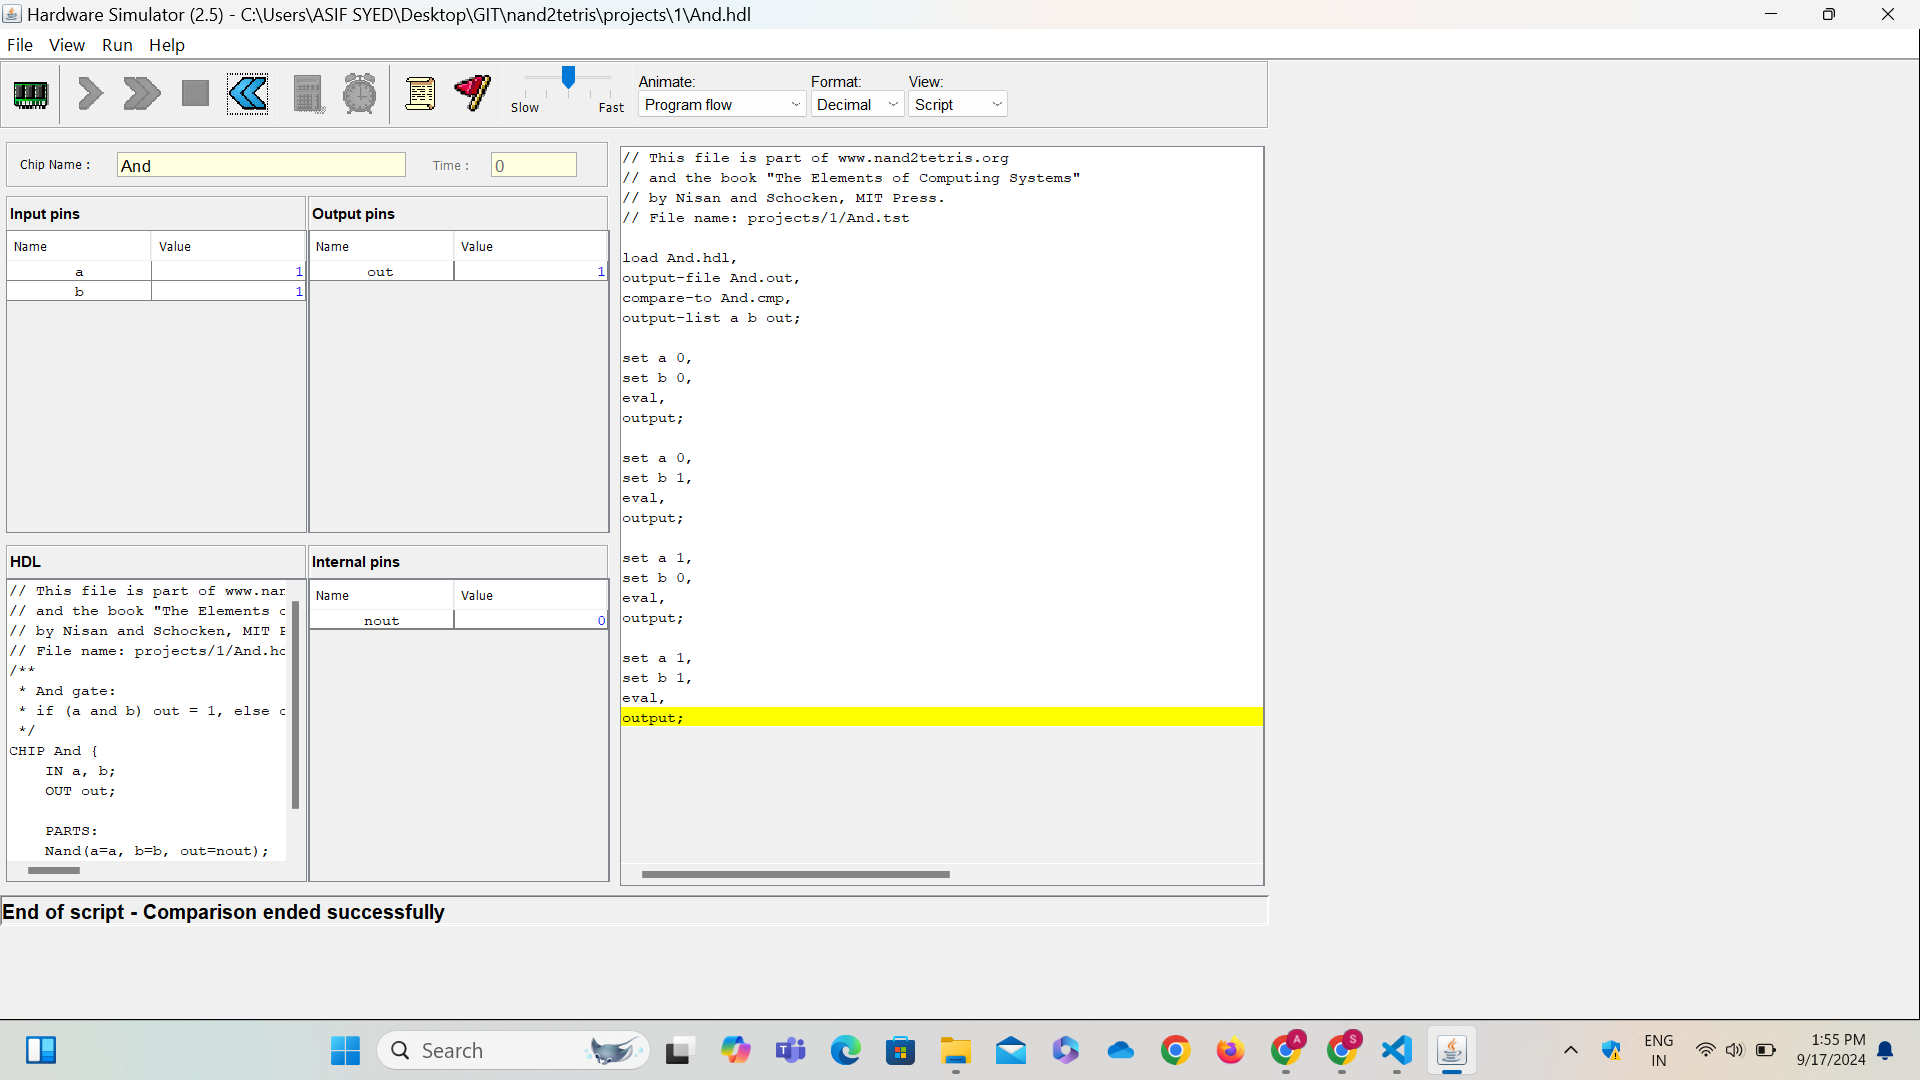 Hardware Simulator (2.5) - C:\Users\ASIF SYED\Desktop\GIT\nand2tetris\projects\1\And.hdl
File View Run Help
Slow Fast
Animate: Format: View:
Program flow Decimal Script
Chip Name : And Time : 0
Input pins
Name Value
a 1
b 1
Output pins
Name Value
out 1
HDL
// This file is part of www.nan
// and the book "The Elements o
// by Nisan and Schocken, MIT P
// File name: projects/1/And.hd
/**
* And gate:
* if (a and b) out = 1, else o
*/
CHIP And {
IN a, b;
OUT out;
PARTS:
Nand(a=a, b=b, out=nout);
Internal pins
Name Value
nout 0
// This file is part of www.nand2tetris.org
// and the book "The Elements of Computing Systems"
// by Nisan and Schocken, MIT Press.
// File name: projects/1/And.tst
load And.hdl,
output-file And.out,
compare-to And.cmp,
output-list a b out;
set a 0,
set b 0,
eval,
output;
set a 0,
set b 1,
eval,
output;
set a 1,
set b 0,
eval,
output;
set a 1,
set b 1,
eval,
output;
End of script - Comparison ended successfully
Search
A
S
ENG
IN
1:55 PM
9/17/2024